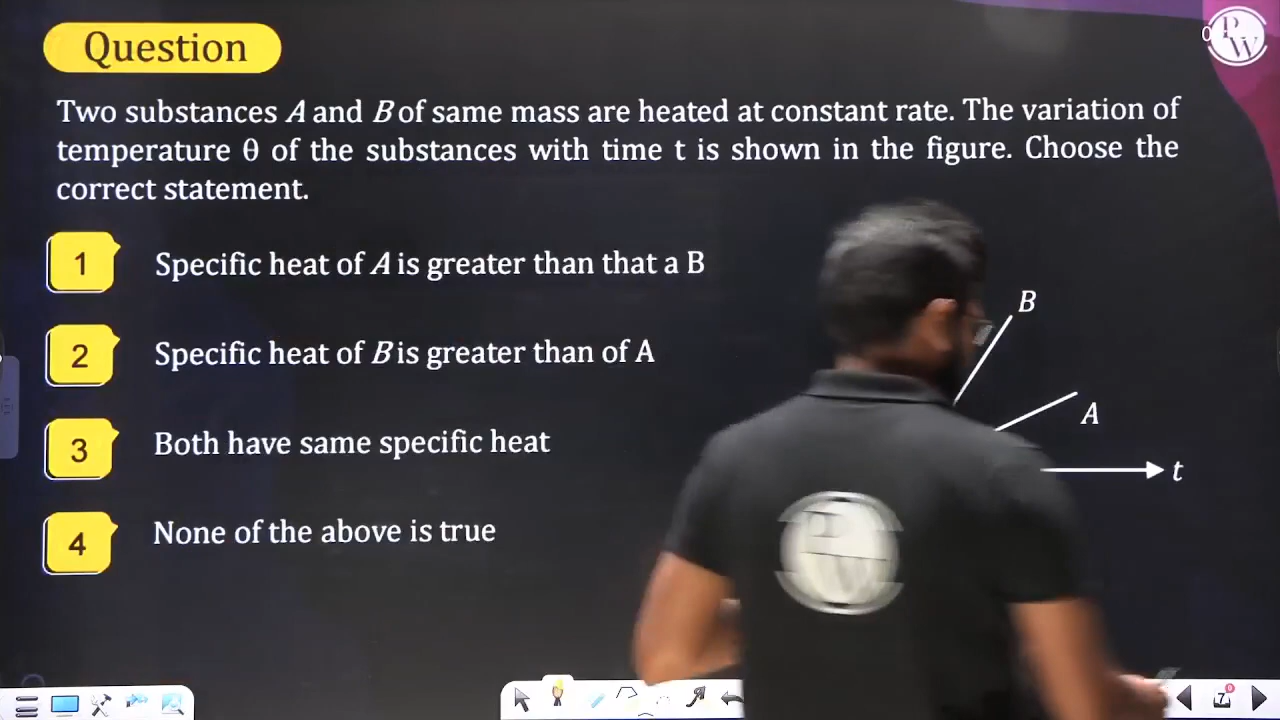 Question
Two substances A and B of same mass are heated at constant rate. The variation of
temperature θ of the substances with time t is shown in the figure. Choose the
correct statement.
1 Specific heat of A is greater than that a B
2 Specific heat of B is greater than of A
3 Both have same specific heat
4 None of the above is true
B
A
t
P
W
7